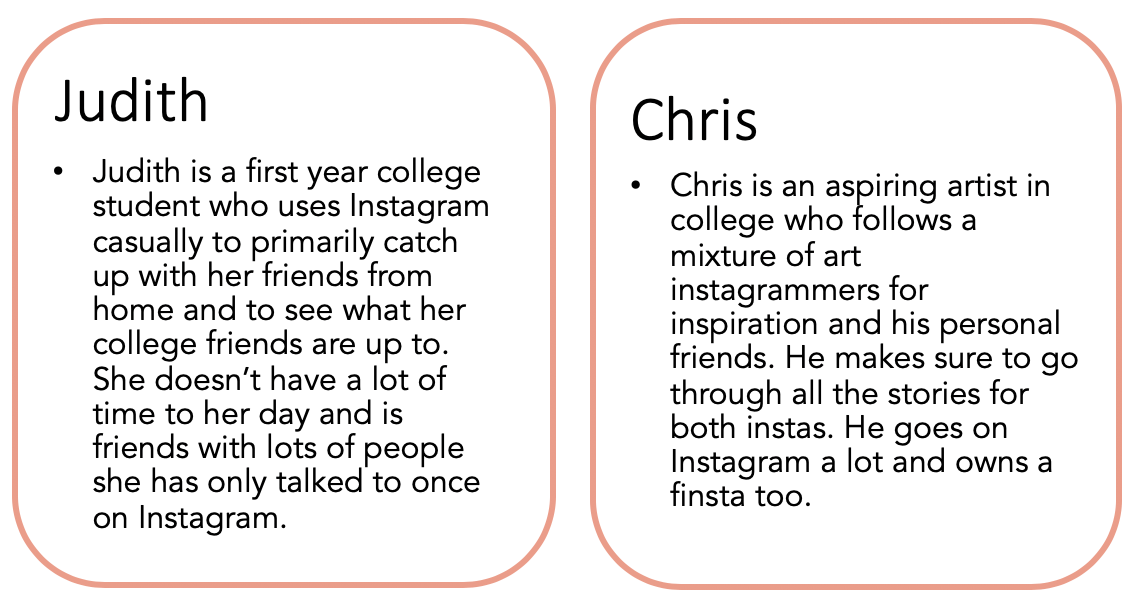 Judith
• Judith is a first year college
student who uses Instagram
casually to primarily catch
up with her friends from
home and to see what her
college friends are up to.
She doesn’t have a lot of
time to her day and is
friends with lots of people
she has only talked to once
on Instagram.
Chris
• Chris is an aspiring artist in
college who follows a
mixture of art
instagrammers for
inspiration and his personal
friends. He makes sure to go
through all the stories for
both instas. He goes on
Instagram a lot and owns a
finsta too.